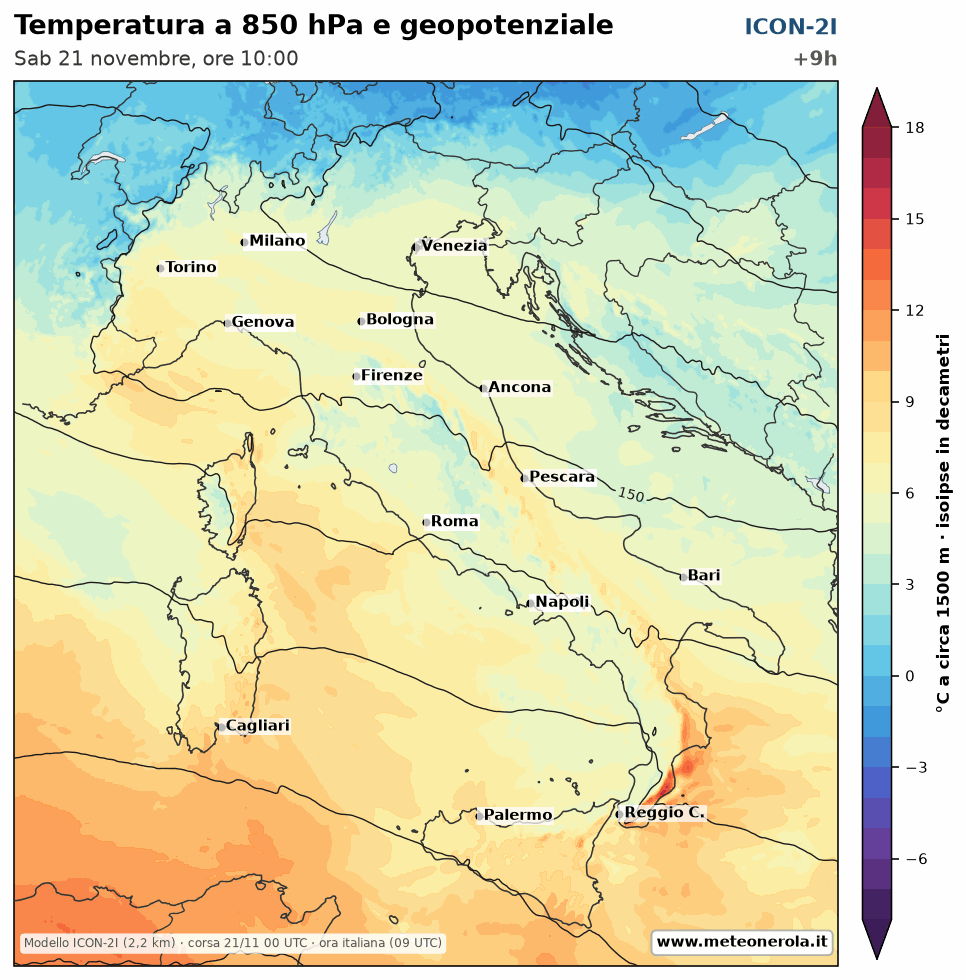 Temperatura a 850 hPa e geopotenziale
ICON-2I
Sab 21 novembre, ore 10:00
+9h
Milano
Venezia
Torino
Genova
Bologna
Firenze
Ancona
Pescara
150
Roma
Bari
Napoli
Cagliari
Palermo
Reggio C.
18
15
12
9
6
3
0
−3
−6
°C a circa 1500 m · isoipse in decametri
Modello ICON-2I (2,2 km) · corsa 21/11 00 UTC · ora italiana (09 UTC)
www.meteonerola.it